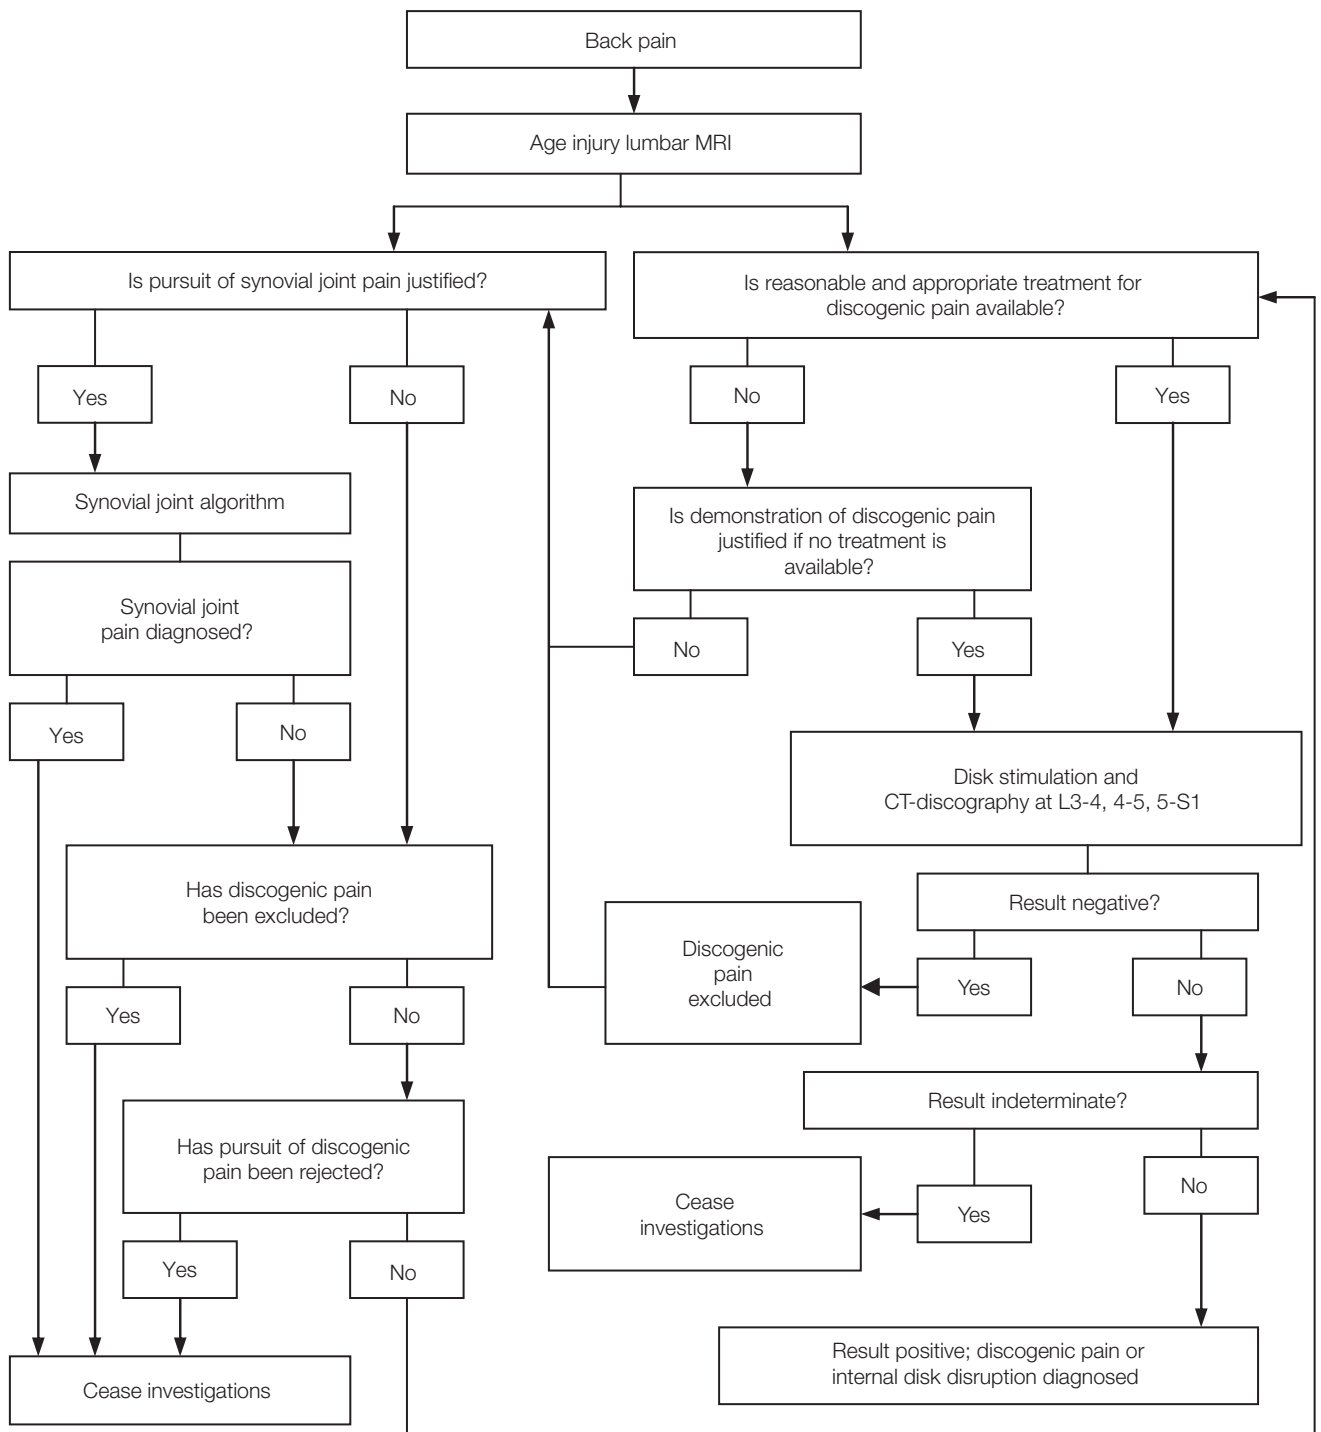 Back pain
Age injury lumbar MRI
Is pursuit of synovial joint pain justified?
Is reasonable and appropriate treatment for
discogenic pain available?
Yes
No
No
Yes
Synovial joint algorithm
Is demonstration of discogenic pain
justified if no treatment is
available?
Synovial joint
pain diagnosed?
No
Yes
Yes
No
Disk stimulation and
CT-discography at L3-4, 4-5, 5-S1
Has discogenic pain
been excluded?
Result negative?
Discogenic
pain
excluded
Yes
No
Yes
No
Result indeterminate?
Has pursuit of discogenic
pain been rejected?
Cease
investigations
Yes
No
Yes
No
Result positive; discogenic pain or
internal disk disruption diagnosed
Cease investigations